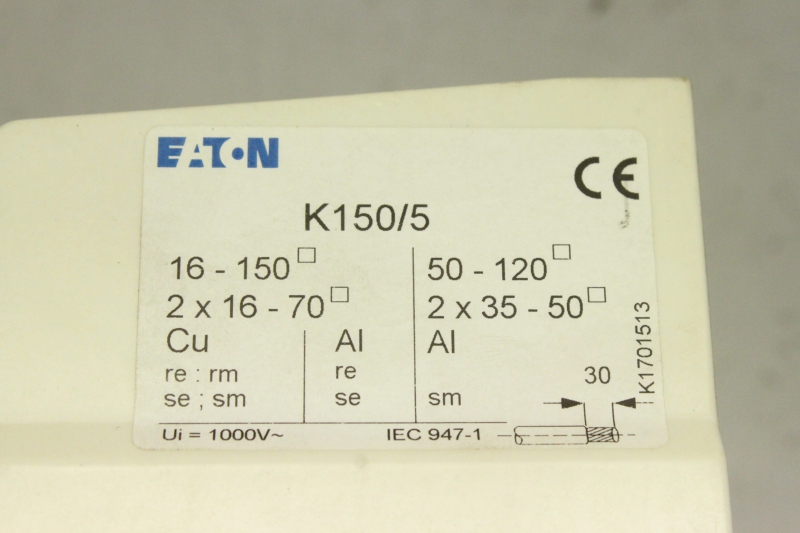 EATON
CE
K150/5
16 - 150□ 50 - 120□
2 x 16 - 70□ 2 x 35 - 50□
Cu Al Al
re : rm re
se ; sm se sm
30
K1701513
Ui = 1000V~ IEC 947-1